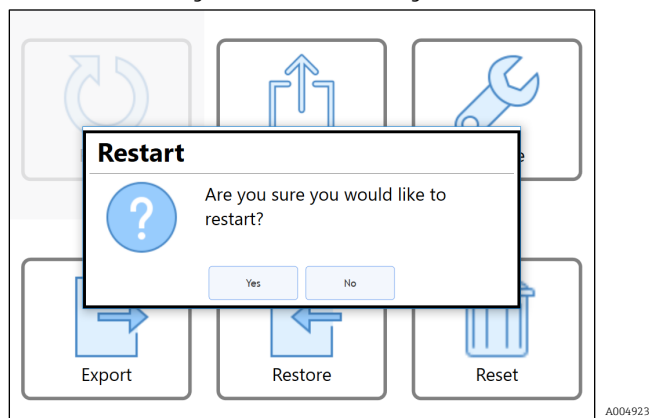 Restart
Are you sure you would like to
restart?
Yes
No
Export
Restore
Reset
A004923